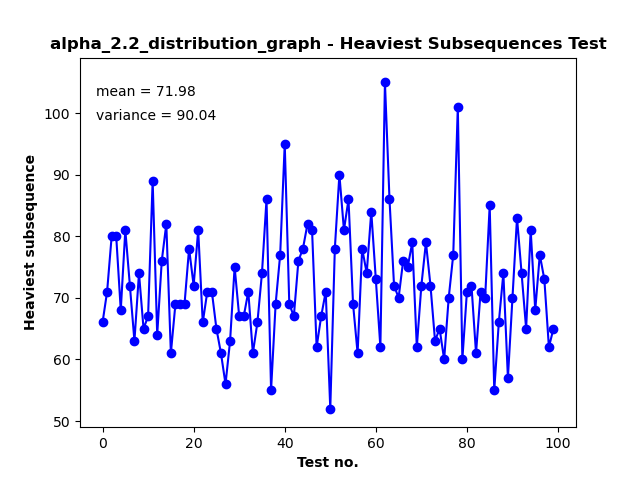 alpha_2.2_distribution_graph - Heaviest Subsequences Test
mean = 71.98
variance = 90.04
Heaviest subsequence
100
90
80
70
60
50
0 20 40 60 80 100
Test no.